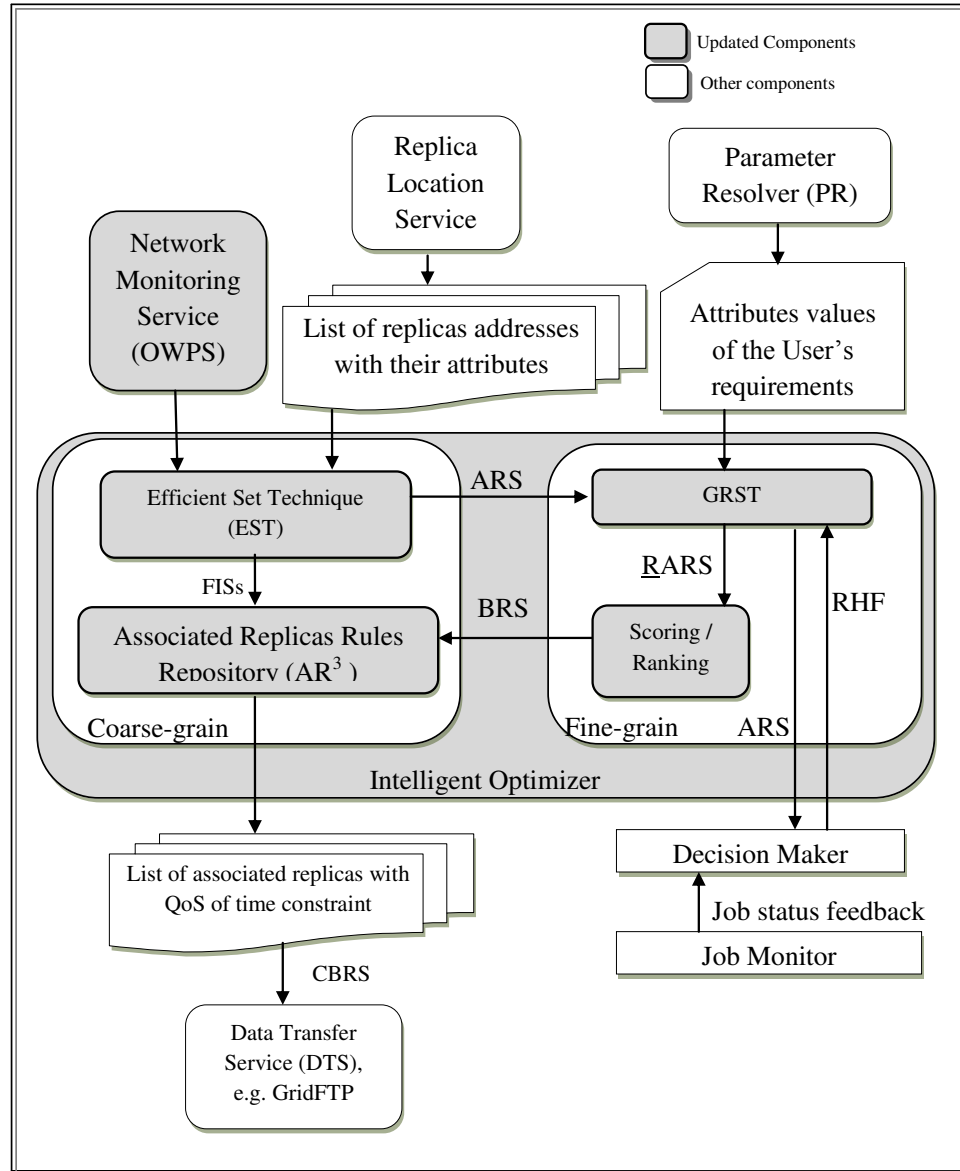 Updated Components
Other components
Replica
Location
Service
Parameter
Resolver (PR)
Network
Monitoring
Service
(OWPS)
List of replicas addresses
with their attributes
Attributes values
of the User's
requirements
Efficient Set Technique
(EST)
ARS
GRST
FISs
RARS
RHF
BRS
Associated Replicas Rules
Repository (AR³ )
Scoring /
Ranking
Coarse-grain
Fine-grain
ARS
Intelligent Optimizer
List of associated replicas with
QoS of time constraint
Decision Maker
Job status feedback
Job Monitor
CBRS
Data Transfer
Service (DTS),
e.g. GridFTP